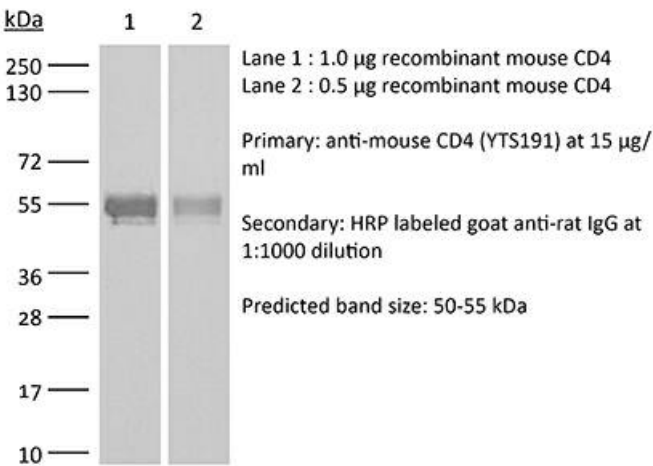 kDa
1 2
250
130
72
55
36
28
17
10
Lane 1 : 1.0 µg recombinant mouse CD4
Lane 2 : 0.5 µg recombinant mouse CD4
Primary: anti-mouse CD4 (YTS191) at 15 µg/
ml
Secondary: HRP labeled goat anti-rat IgG at
1:1000 dilution
Predicted band size: 50-55 kDa